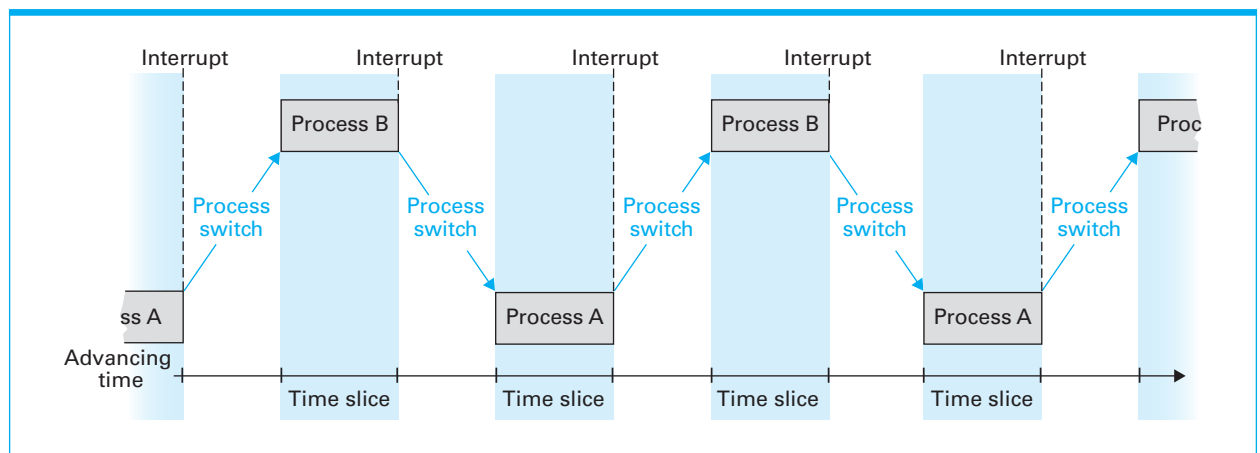 Interrupt Interrupt Interrupt Interrupt Interrupt
Process B Process B Proc
Process Process Process Process Process
switch switch switch switch switch
ss A Process A Process A
Advancing
time
Time slice Time slice Time slice Time slice